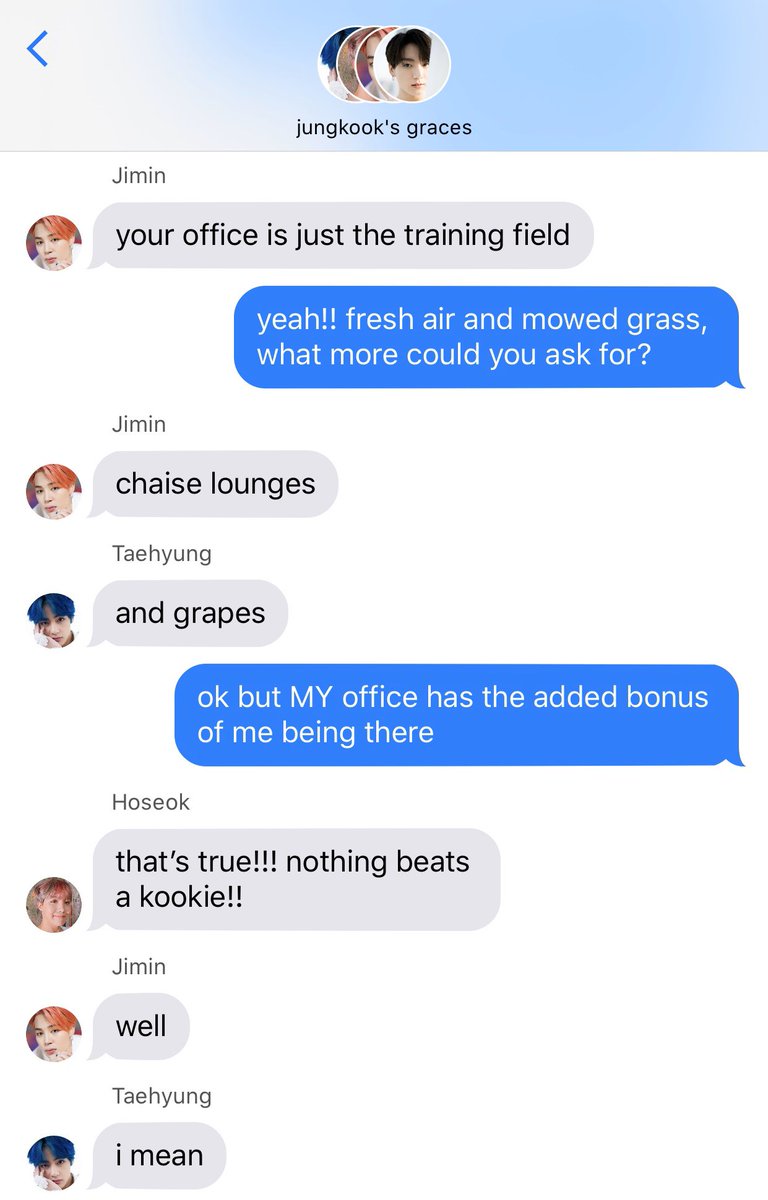 jungkook's graces
Jimin
your office is just the training field
yeah!! fresh air and mowed grass,
what more could you ask for?
Jimin
chaise lounges
Taehyung
and grapes
ok but MY office has the added bonus
of me being there
Hoseok
that’s true!!! nothing beats
a kookie!!
Jimin
well
Taehyung
i mean